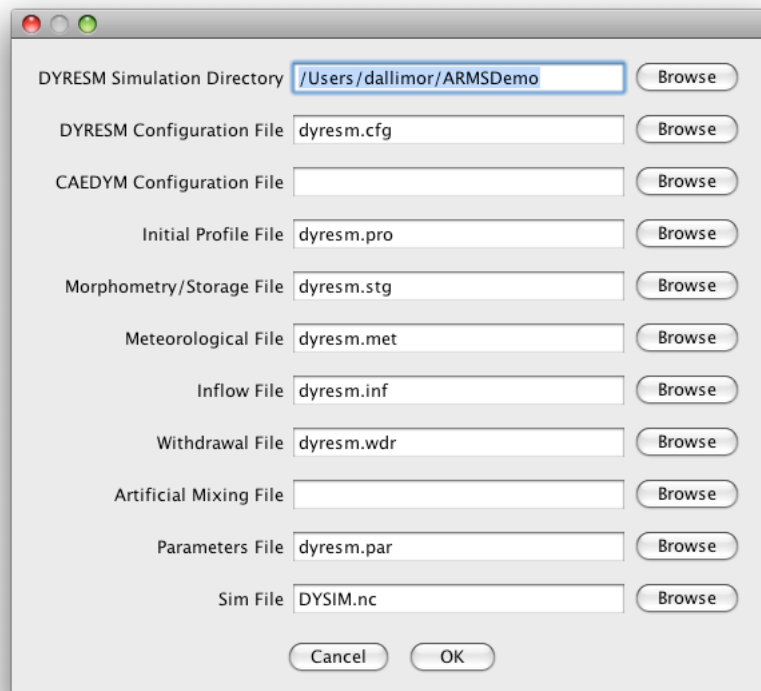 DYRESM Simulation Directory /Users/dallimor/ARMSDemo Browse
DYRESM Configuration File dyresm.cfg Browse
CAEDYM Configuration File Browse
Initial Profile File dyresm.pro Browse
Morphometry/Storage File dyresm.stg Browse
Meteorological File dyresm.met Browse
Inflow File dyresm.inf Browse
Withdrawal File dyresm.wdr Browse
Artificial Mixing File Browse
Parameters File dyresm.par Browse
Sim File DYSIM.nc Browse
Cancel OK